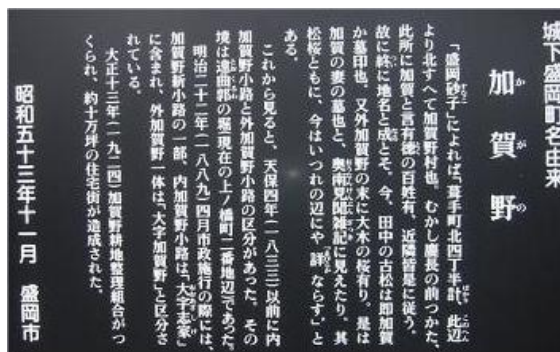 城下盛岡町名由来
加賀野
かがの
「盛岡砂子」によれば「葺手町北四丁半計、此辺
より北すへて加賀野村也。むかし慶長の前つかた、
此所に加賀と言有徳の百姓有、近隣皆是に従う。
故に終に地名と成とぞ。今、田中の古松は即加賀
か墓印也。又外加賀野の末に大木の桜有り。是は
加賀の妻の墓也と、奥南見聞雑記に見えたり。其
松桜ともに、今はいつれの辺にや詳ならす」と
ある。
これから見ると、天保四年(一八三三)以前に内
加賀野小路と外加賀野小路の区分があった。その
境は遠曲郭の堀(現在の上ノ橋町二番地辺)であった。
明治二十二年(一八八九)四月市政施行の際には、
加賀野新小路の一部、内加賀野小路は「大字志家」
に含まれ、外加賀野一体は「大字加賀野」と区分さ
れている。
大正十三年(一九二四)加賀野耕地整理組合がつ
くられ、約十万坪の住宅街が造成された。
昭和五十三年十一月 盛岡市